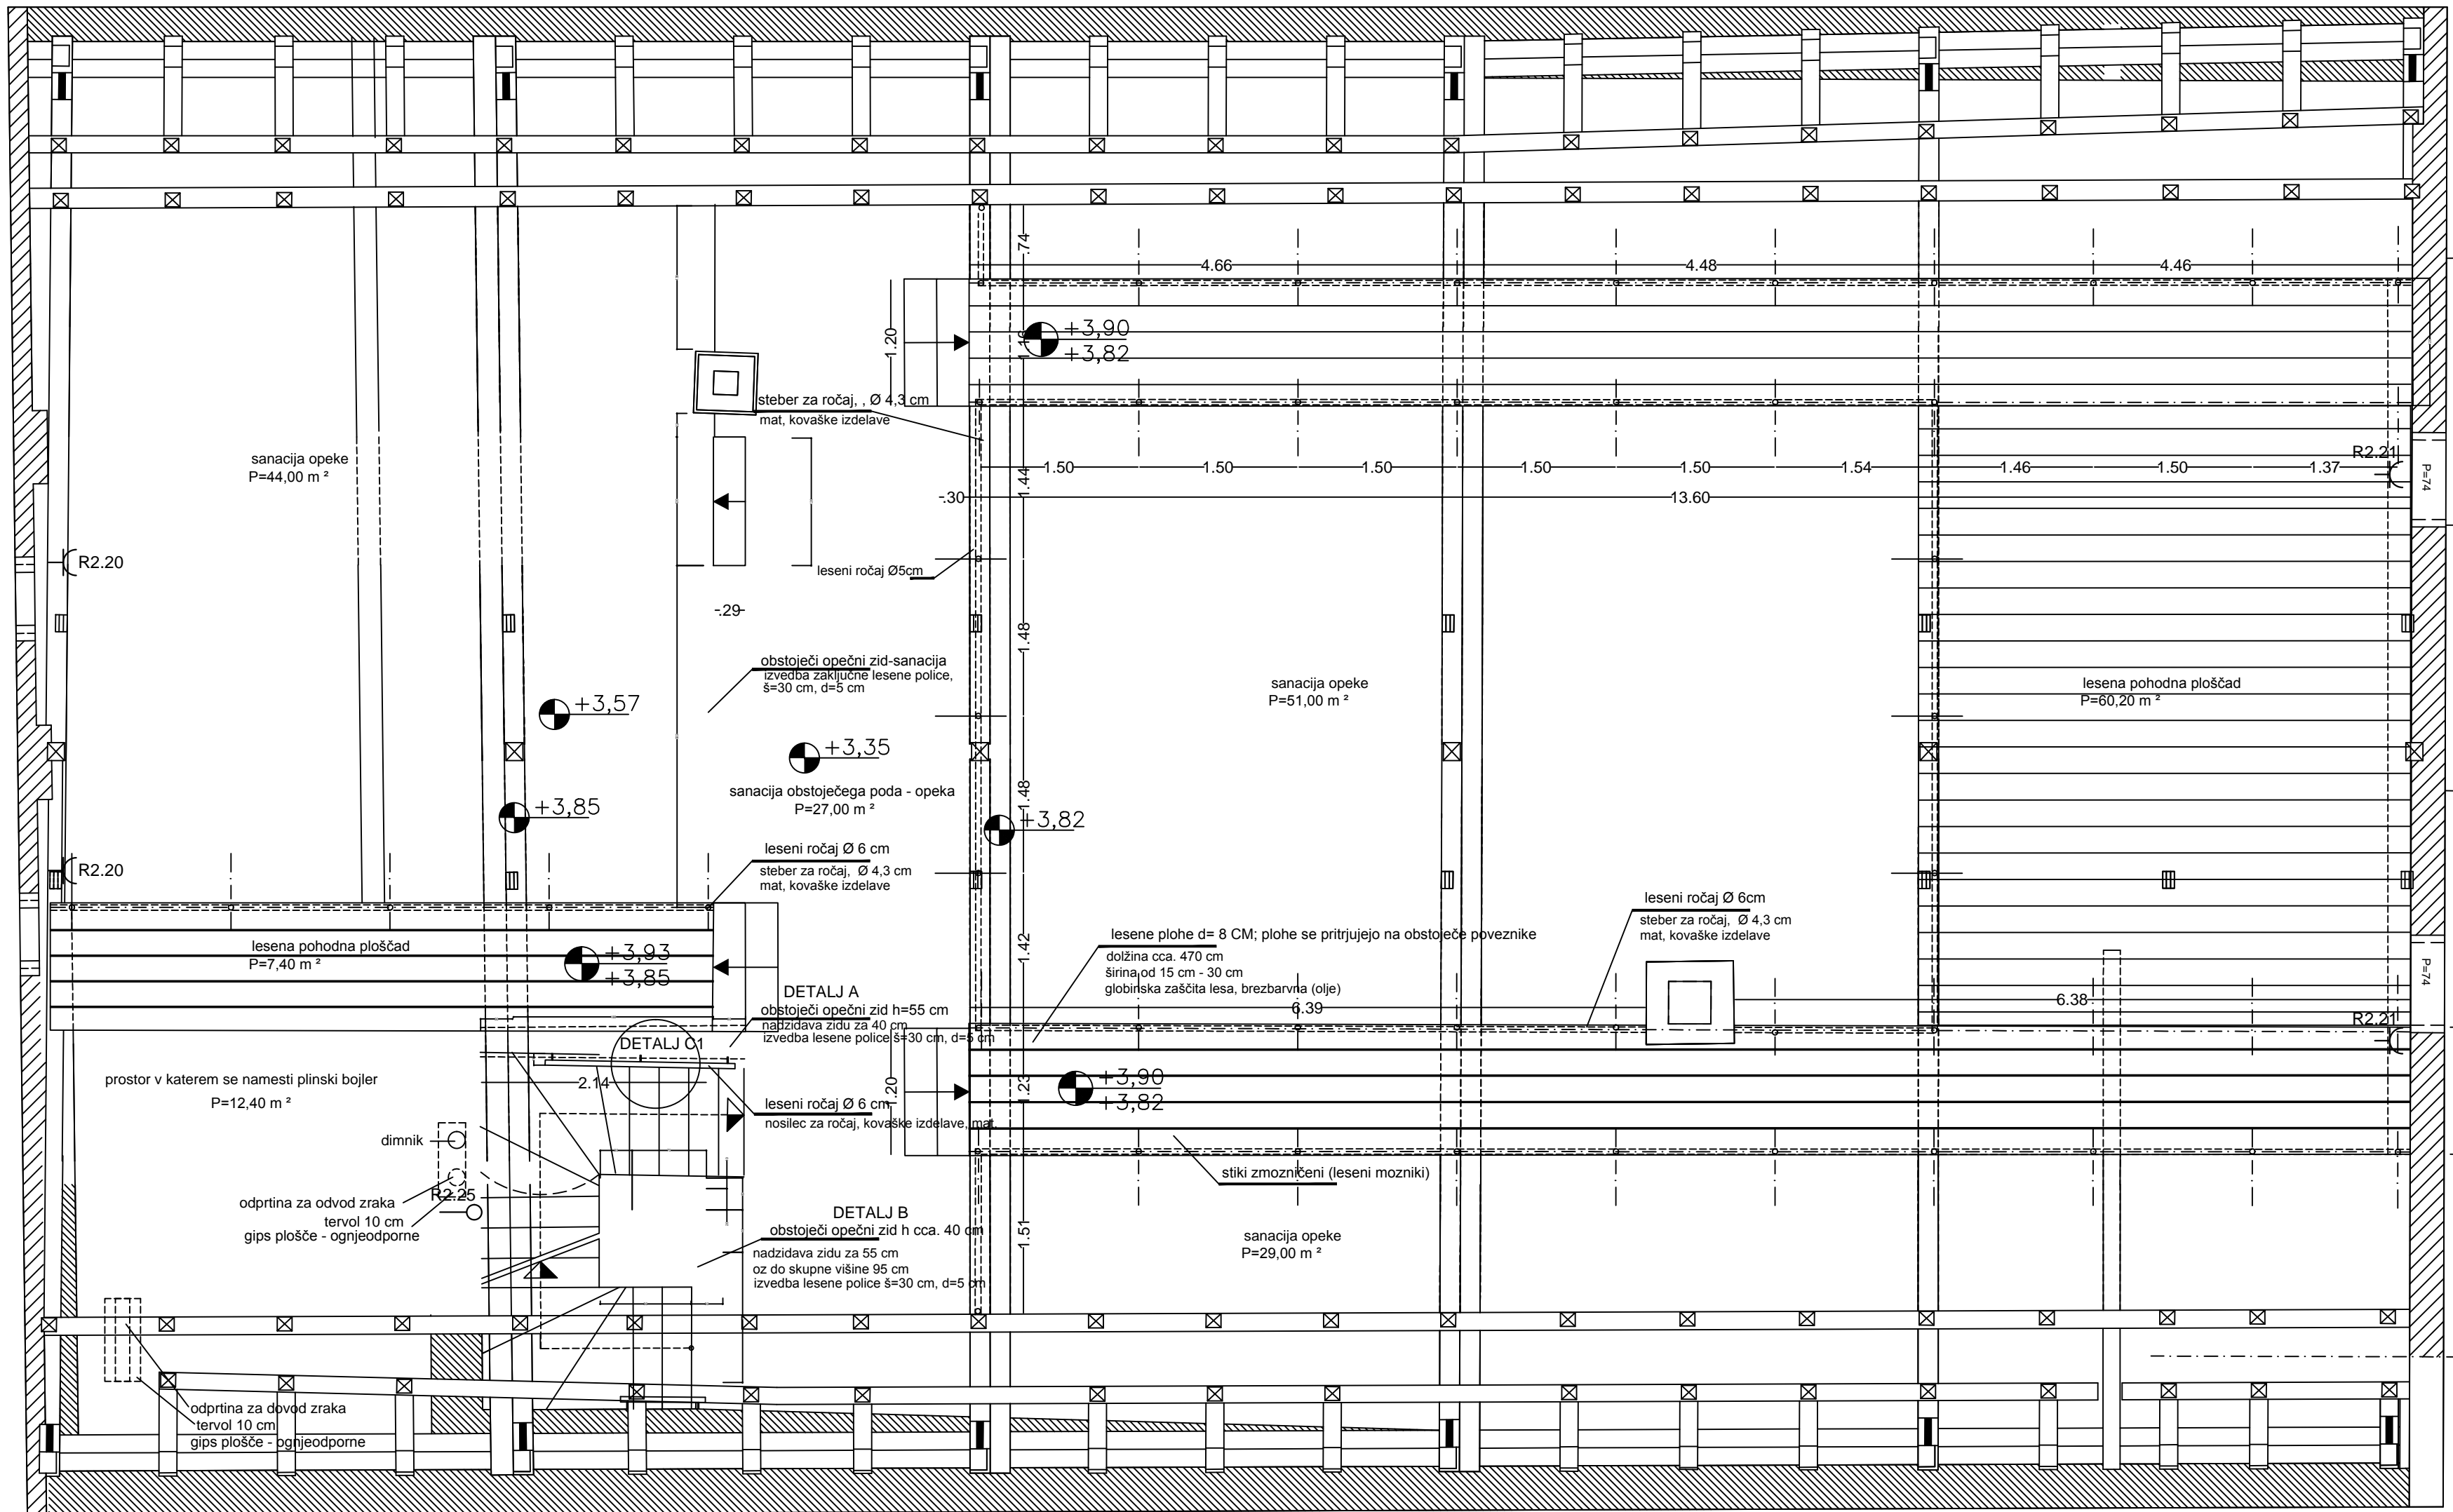 .74
4.66
4.48
4.46
1.20
+3,90
+3,82
steber za ročaj, , Ø 4,3 cm
mat, kovaške izdelave
sanacija opeke
P=44,00 m ²
1.44
1.50
1.50
1.50
1.50
1.50
1.54
1.46
1.50
1.37
R2.21
P=74
.30
13.60
R2.20
leseni ročaj Ø5cm
.29
1.48
obstoječi opečni zid-sanacija
izvedba zaključne lesene police,
š=30 cm, d=5 cm
sanacija opeke
P=51,00 m ²
lesena pohodna ploščad
P=60,20 m ²
+3,57
+3,35
sanacija obstoječega poda - opeka
P=27,00 m ²
+3,85
1.48
+3,82
R2.20
leseni ročaj Ø 6 cm
steber za ročaj, Ø 4,3 cm
mat, kovaške izdelave
leseni ročaj Ø 6cm
steber za ročaj, Ø 4,3 cm
mat, kovaške izdelave
lesena pohodna ploščad
P=7,40 m ²
+3,93
+3,85
1.42
lesene plohe d= 8 CM; plohe se pritrjujejo na obstoječe poveznike
dolžina cca. 470 cm
širina od 15 cm - 30 cm
globinska zaščita lesa, brezbarvna (olje)
P=74
DETALJ A
obstoječi opečni zid h=55 cm
nadzidava zidu za 40 cm
izvedba lesene police š=30 cm, d=5 cm
6.39
6.38
R2.21
DETALJ C1
2.14
prostor v katerem se namesti plinski bojler
P=12,40 m ²
1.20
1.23
+3,90
+3,82
leseni ročaj Ø 6 cm
nosilec za ročaj, kovaške izdelave, mat.
dimnik
stiki zmozničeni (leseni mozniki)
R2.25
odprtina za odvod zraka
tervol 10 cm
gips plošče - ognjeodporne
DETALJ B
obstoječi opečni zid h cca. 40 cm
nadzidava zidu za 55 cm
oz do skupne višine 95 cm
izvedba lesene police š=30 cm, d=5 cm
1.51
sanacija opeke
P=29,00 m ²
odprtina za dovod zraka
tervol 10 cm
gips plošče - ognjeodporne